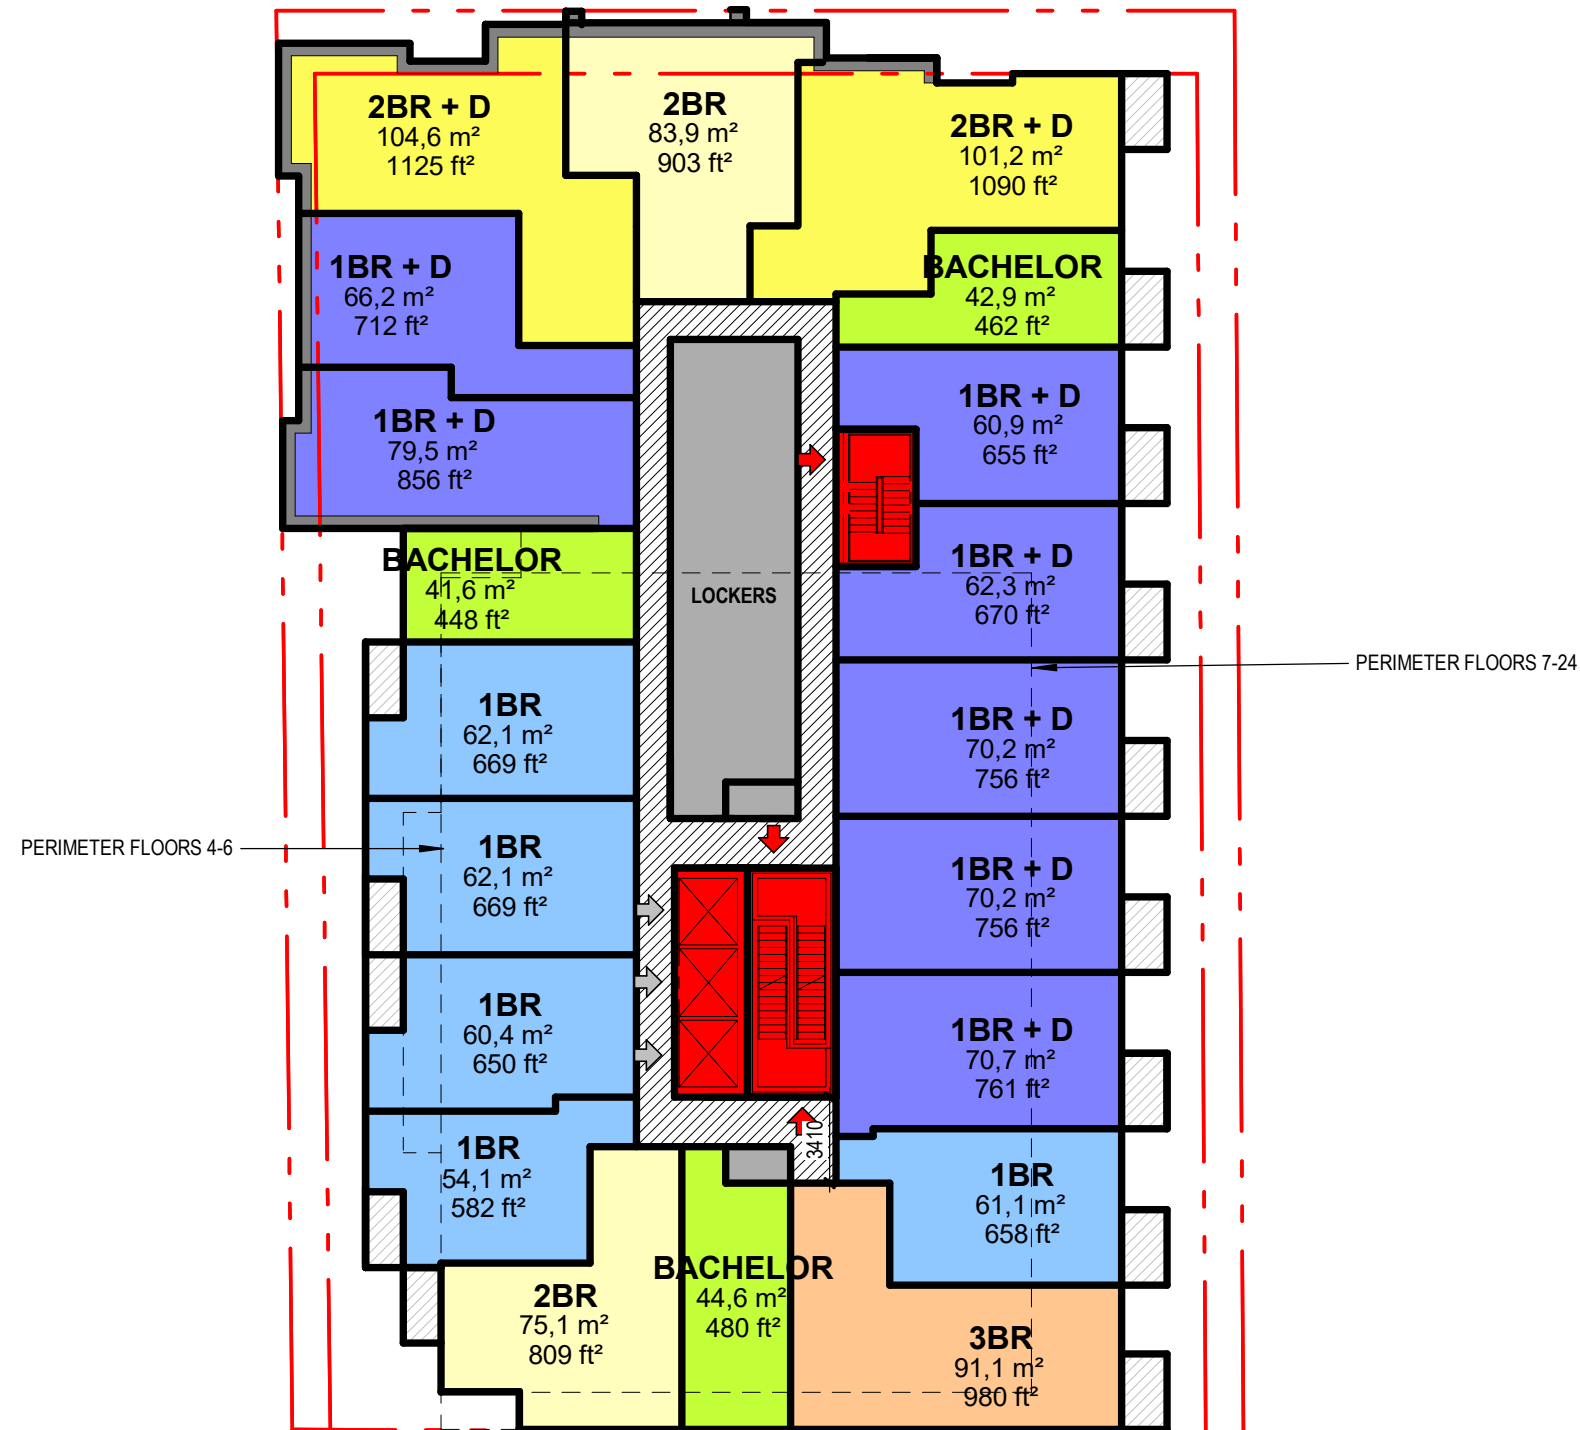 2BR + D
104,6 m²
1125 ft²
2BR
83,9 m²
903 ft²
2BR + D
101,2 m²
1090 ft²
1BR + D
66,2 m²
712 ft²
BACHELOR
42,9 m²
462 ft²
1BR + D
79,5 m²
856 ft²
1BR + D
60,9 m²
655 ft²
BACHELOR
41,6 m²
448 ft²
LOCKERS
1BR + D
62,3 m²
670 ft²
PERIMETER FLOORS 7-24
1BR
62,1 m²
669 ft²
1BR + D
70,2 m²
756 ft²
PERIMETER FLOORS 4-6
1BR
62,1 m²
669 ft²
1BR + D
70,2 m²
756 ft²
1BR
60,4 m²
650 ft²
1BR + D
70,7 m²
761 ft²
3410
1BR
54,1 m²
582 ft²
1BR
61,1 m²
658 ft²
2BR
75,1 m²
809 ft²
BACHELOR
44,6 m²
480 ft²
3BR
91,1 m²
980 ft²